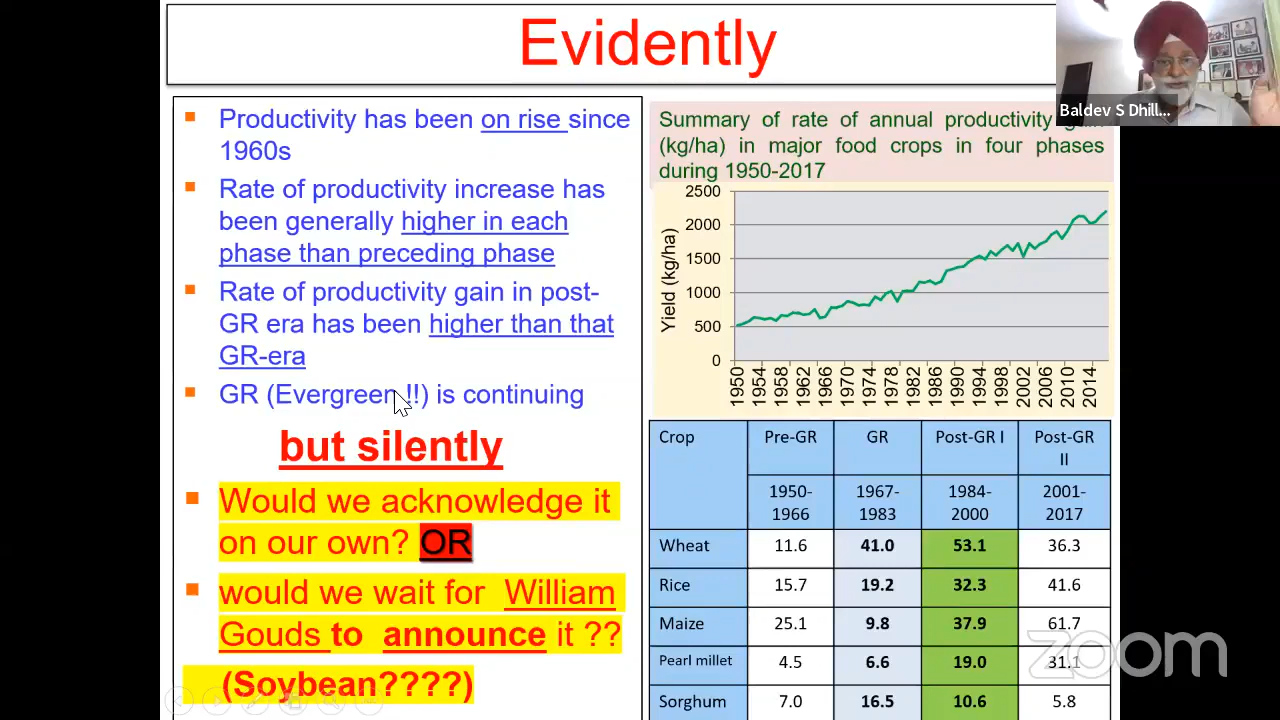 Evidently
Baldev S Dhill...
Productivity has been on rise since
1960s
Rate of productivity increase has
been generally higher in each
phase than preceding phase
Rate of productivity gain in post-
GR era has been higher than that
GR-era
GR (Evergreen !!) is continuing
but silently
Would we acknowledge it
on our own? OR
would we wait for William
Gouds to announce it ??
(Soybean????)
Summary of rate of annual productivity
(kg/ha) in major food crops in four phases
during 1950-2017
Yield (kg/ha)
2500
2000
1500
1000
500
0
1950 1954 1958 1962 1966 1970 1974 1978 1982 1986 1990 1994 1998 2002 2006 2010 2014
Crop Pre-GR GR Post-GR I Post-GR
II
1950- 1967- 1984- 2001-
1966 1983 2000 2017
Wheat 11.6 41.0 53.1 36.3
Rice 15.7 19.2 32.3 41.6
Maize 25.1 9.8 37.9 61.7
Pearl millet 4.5 6.6 19.0 31.1
Sorghum 7.0 16.5 10.6 5.8
zoom